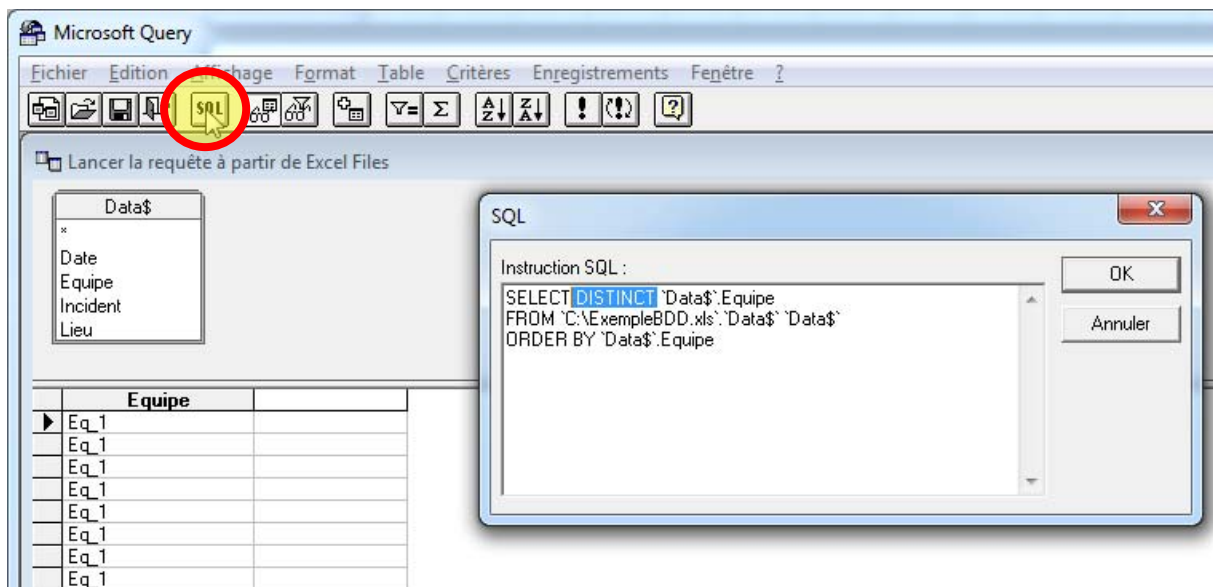 Microsoft Query
Fichier Edition Affichage Format Table Critères Enregistrements Fenêtre ?
SQL
Lancer la requête à partir de Excel Files
Data$
*
Date
Equipe
Incident
Lieu
SQL
Instruction SQL :
SELECT DISTINCT `Data$`.Equipe
FROM `C:\ExempleBDD.xls`.`Data$` `Data$`
ORDER BY `Data$`.Equipe
OK
Annuler
Equipe
Eq_1
Eq_1
Eq_1
Eq_1
Eq_1
Eq_1
Eq_1
Eq_1